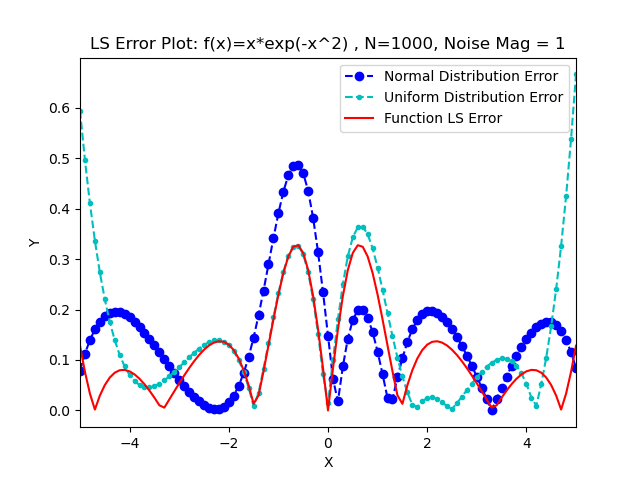 LS Error Plot: f(x)=x*exp(-x^2) , N=1000, Noise Mag = 1
Normal Distribution Error
Uniform Distribution Error
Function LS Error
0.6
0.5
0.4
0.3
0.2
0.1
0.0
Y
−4
−2
0
2
4
X